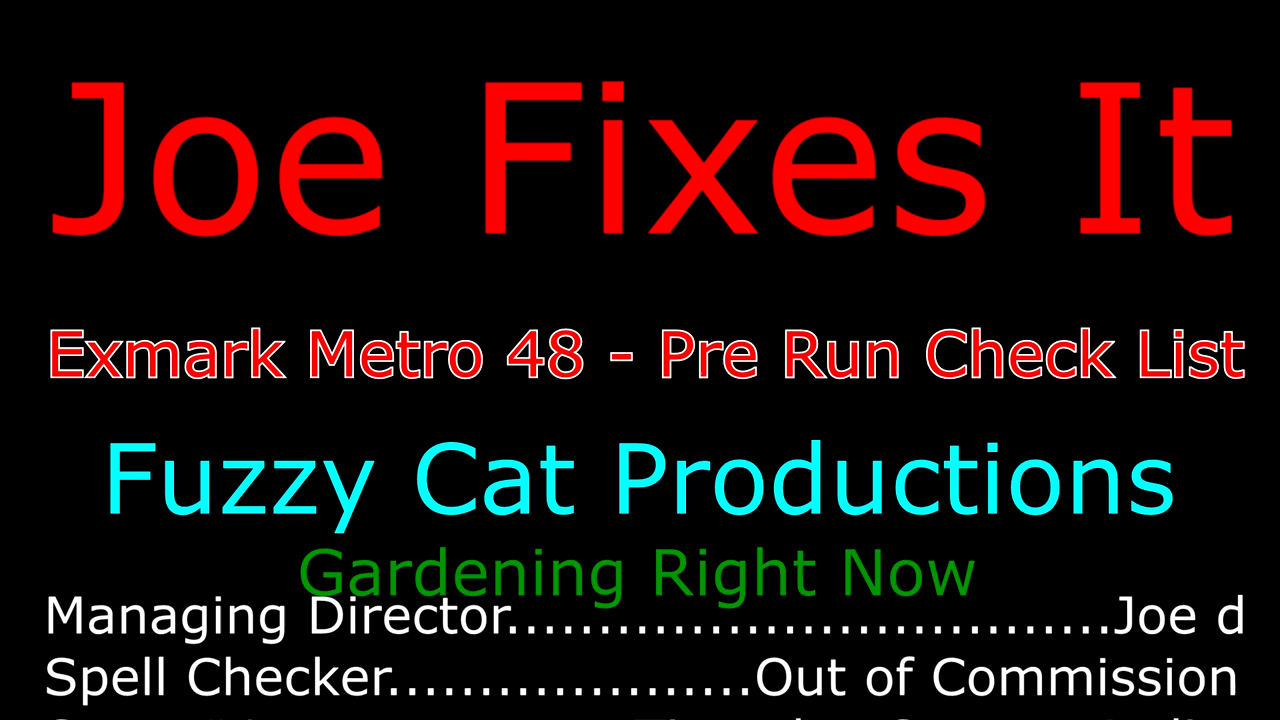 Joe Fixes It
Exmark Metro 48 - Pre Run Check List
Fuzzy Cat Productions
Gardening Right Now
Managing Director.................................Joe d
Spell Checker....................Out of Commission